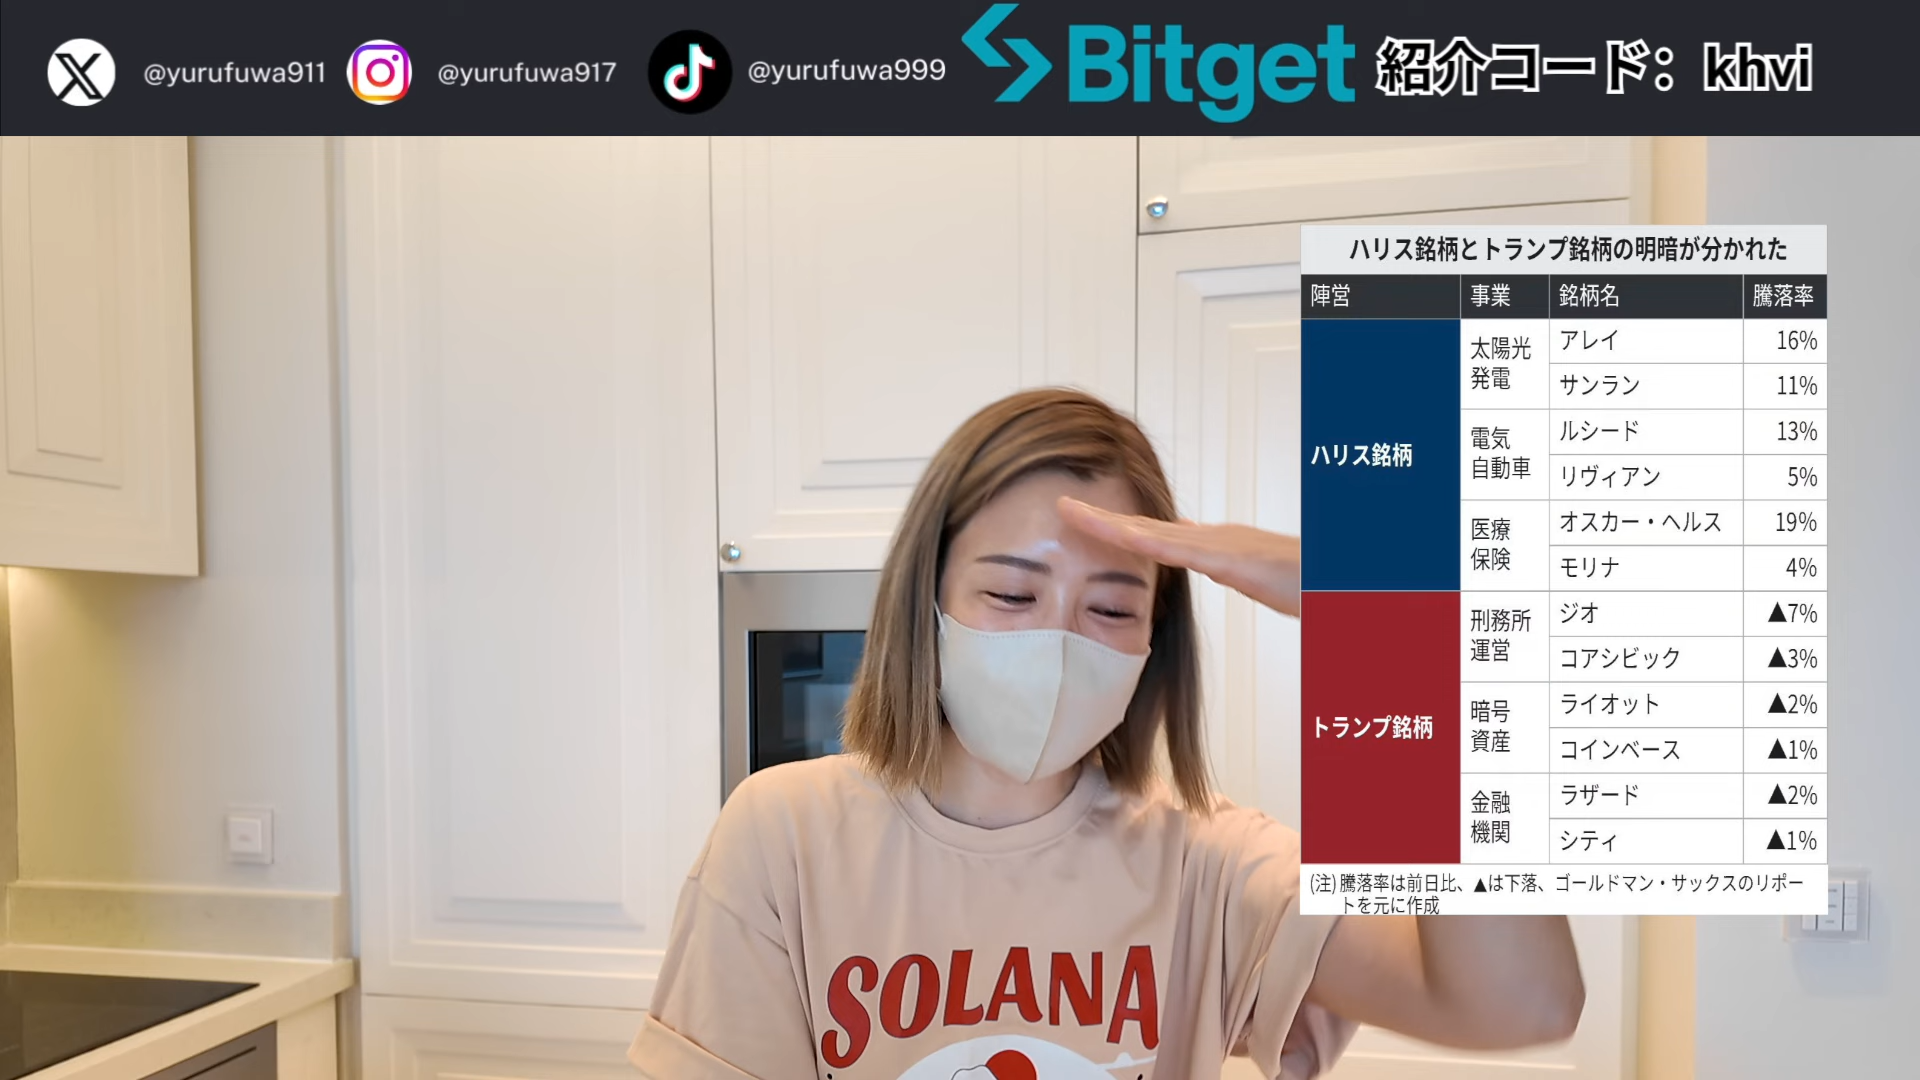 @yurufuwa911 @yurufuwa917 @yurufuwa999 Bitget 紹介コード：khvi
ハリス銘柄とトランプ銘柄の明暗が分かれた
陣営 事業 銘柄名 騰落率
ハリス銘柄
太陽光
発電
アレイ 16%
サンラン 11%
電気
自動車
ルシード 13%
リヴィアン 5%
医療
保険
オスカー・ヘルス 19%
モリナ 4%
トランプ銘柄
刑務所
運営
ジオ ▲7%
コアシビック ▲3%
暗号
資産
ライオット ▲2%
コインベース ▲1%
金融
機関
ラザード ▲2%
シティ ▲1%
(注)騰落率は前日比、▲は下落、ゴールドマン・サックスのリポー
トを元に作成
SOLANA